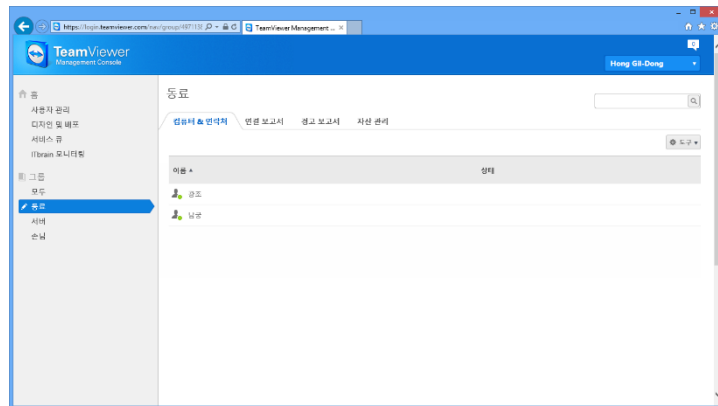 https://login.teamviewer.com/nav/group/497115
TeamViewer Management ...
TeamViewer
Management Console
Hong Gil-Dong
홈
사용자 관리
디자인 및 배포
서비스 큐
ITbrain 모니터링
그룹
모두
동료
서버
손님
동료
컴퓨터 & 연락처 연결 보고서 경고 보고서 자산 관리
도구
이름 상태
광조
남궁